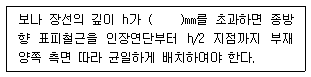 보나 장선의 깊이 h가 (    )mm를 초과하면 종방
향 표피철근을 인장연단부터 h/2 지점까지 부재
양쪽 측면 따라 균일하게 배치하여야 한다.